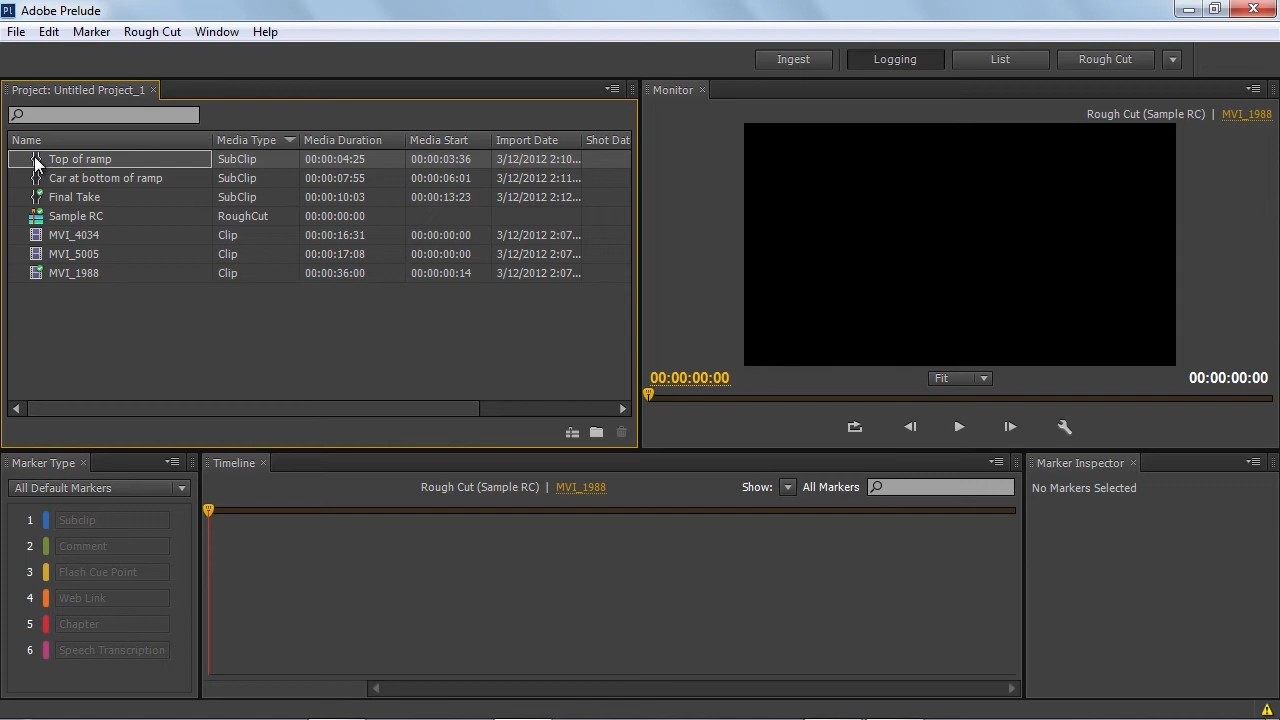 Pl Adobe Prelude
File Edit Marker Rough Cut Window Help
Ingest Logging List Rough Cut
Project: Untitled Project_1
Name Media Type Media Duration Media Start Import Date Shot Dat
Top of ramp SubClip 00:00:04:25 00:00:03:36 3/12/2012 2:10...
Car at bottom of ramp SubClip 00:00:07:55 00:00:06:01 3/12/2012 2:11...
Final Take SubClip 00:00:10:03 00:00:13:23 3/12/2012 2:12...
Sample RC RoughCut 00:00:00:00
MVI_4034 Clip 00:00:16:31 00:00:00:00 3/12/2012 2:07...
MVI_5005 Clip 00:00:17:08 00:00:00:00 3/12/2012 2:07...
MVI_1988 Clip 00:00:36:00 00:00:00:14 3/12/2012 2:07...
Monitor
Rough Cut (Sample RC) | MVI_1988
00:00:00:00 Fit 00:00:00:00
Marker Type
All Default Markers
1 Subclip
2 Comment
3 Flash Cue Point
4 Web Link
5 Chapter
6 Speech Transcription
Timeline
Rough Cut (Sample RC) | MVI_1988 Show: All Markers
Marker Inspector
No Markers Selected